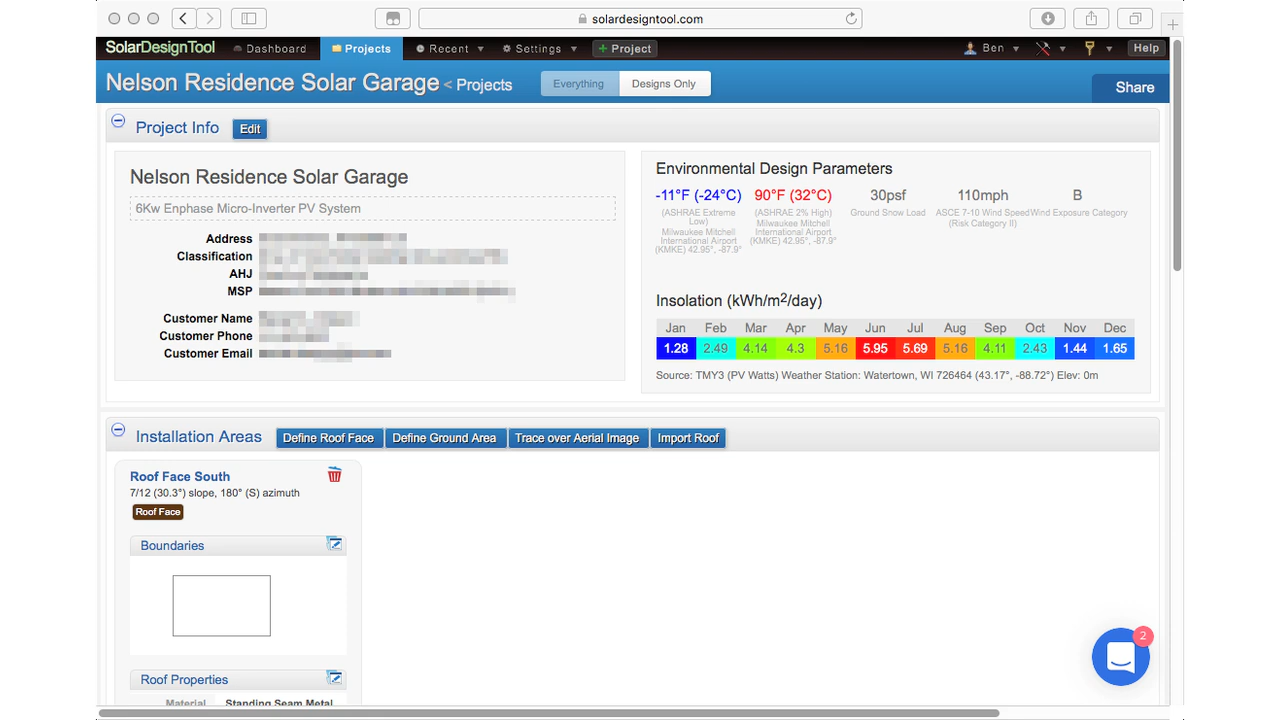 solardesigntool.com
SolarDesignTool Dashboard Projects Recent Settings + Project Ben Help
Nelson Residence Solar Garage < Projects Everything Designs Only Share
Project Info Edit
Nelson Residence Solar Garage
6Kw Enphase Micro-Inverter PV System
Address
Classification
AHJ
MSP
Customer Name
Customer Phone
Customer Email
Environmental Design Parameters
-11°F (-24°C) 90°F (32°C) 30psf 110mph B
(ASHRAE Extreme Low) Milwaukee Mitchell International Airport (KMKE) 42.95°, -87.9°
(ASHRAE 2% High) Milwaukee Mitchell International Airport (KMKE) 42.95°, -87.9°
Ground Snow Load
ASCE 7-10 Wind Speed (Risk Category II)
Wind Exposure Category
Insolation (kWh/m²/day)
Jan Feb Mar Apr May Jun Jul Aug Sep Oct Nov Dec
1.28 2.49 4.14 4.3 5.16 5.95 5.69 5.16 4.11 2.43 1.44 1.65
Source: TMY3 (PV Watts) Weather Station: Watertown, WI 726464 (43.17°, -88.72°) Elev: 0m
Installation Areas Define Roof Face Define Ground Area Trace over Aerial Image Import Roof
Roof Face South
7/12 (30.3°) slope, 180° (S) azimuth
Roof Face
Boundaries
2
Roof Properties
Material Standing Seam Metal